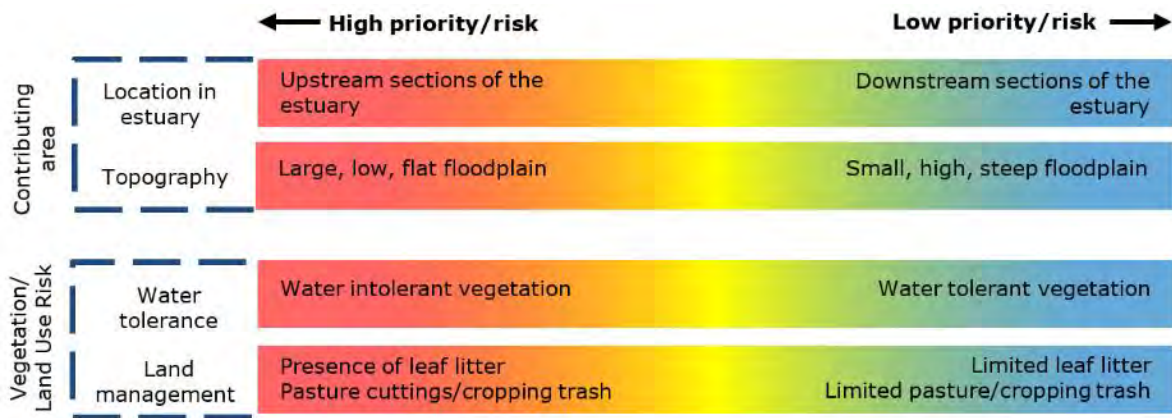 High priority/risk
Low priority/risk
Contributing
area
Location in
estuary
Upstream sections of the
estuary
Downstream sections of the
estuary
Topography
Large, low, flat floodplain
Small, high, steep floodplain
Vegetation/
Land Use Risk
Water
tolerance
Water intolerant vegetation
Water tolerant vegetation
Land
management
Presence of leaf litter
Pasture cuttings/cropping trash
Limited leaf litter
Limited pasture/cropping trash